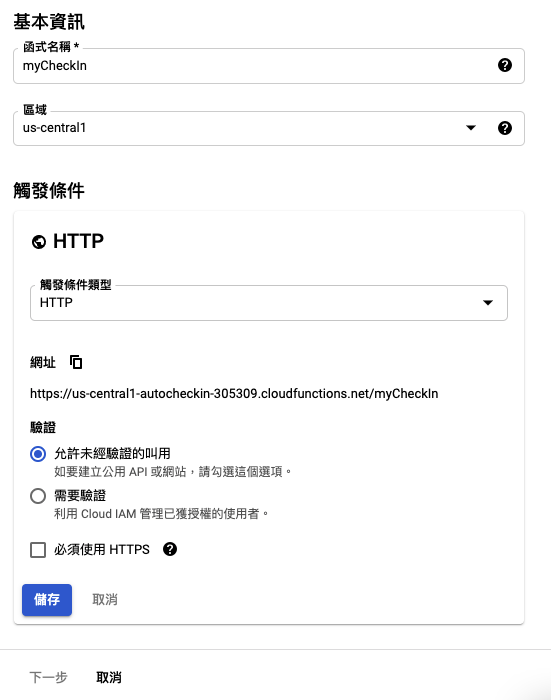 基本資訊
函式名稱 *
myCheckIn
區域
us-central1
觸發條件
HTTP
觸發條件類型
HTTP
網址
https://us-central1-autocheckin-305309.cloudfunctions.net/myCheckIn
驗證
允許未經驗證的叫用
如要建立公用 API 或網站，請勾選這個選項。
需要驗證
利用 Cloud IAM 管理已獲授權的使用者。
必須使用 HTTPS
儲存 取消
下一步 取消